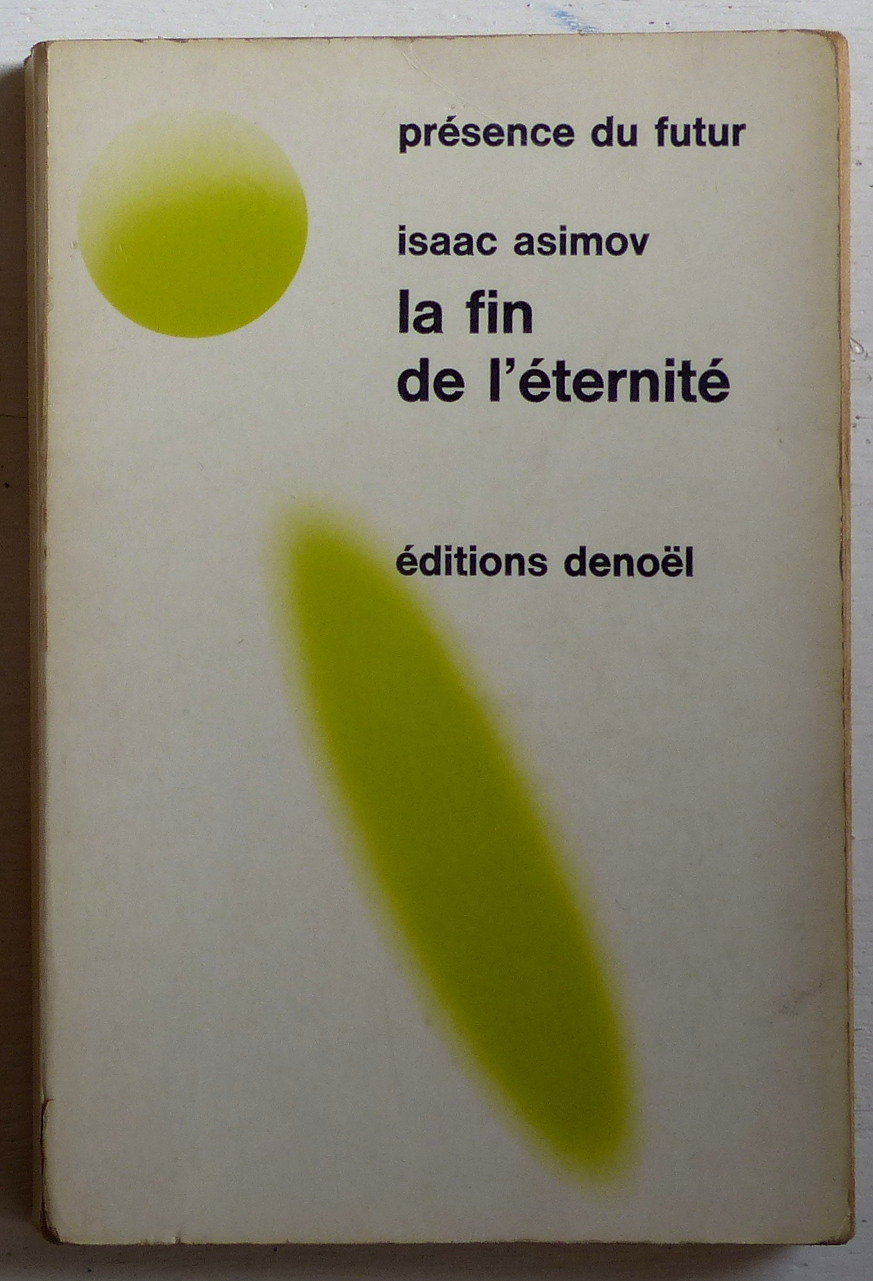 présence du futur
isaac asimov
la fin
de l’éternité
éditions denoël